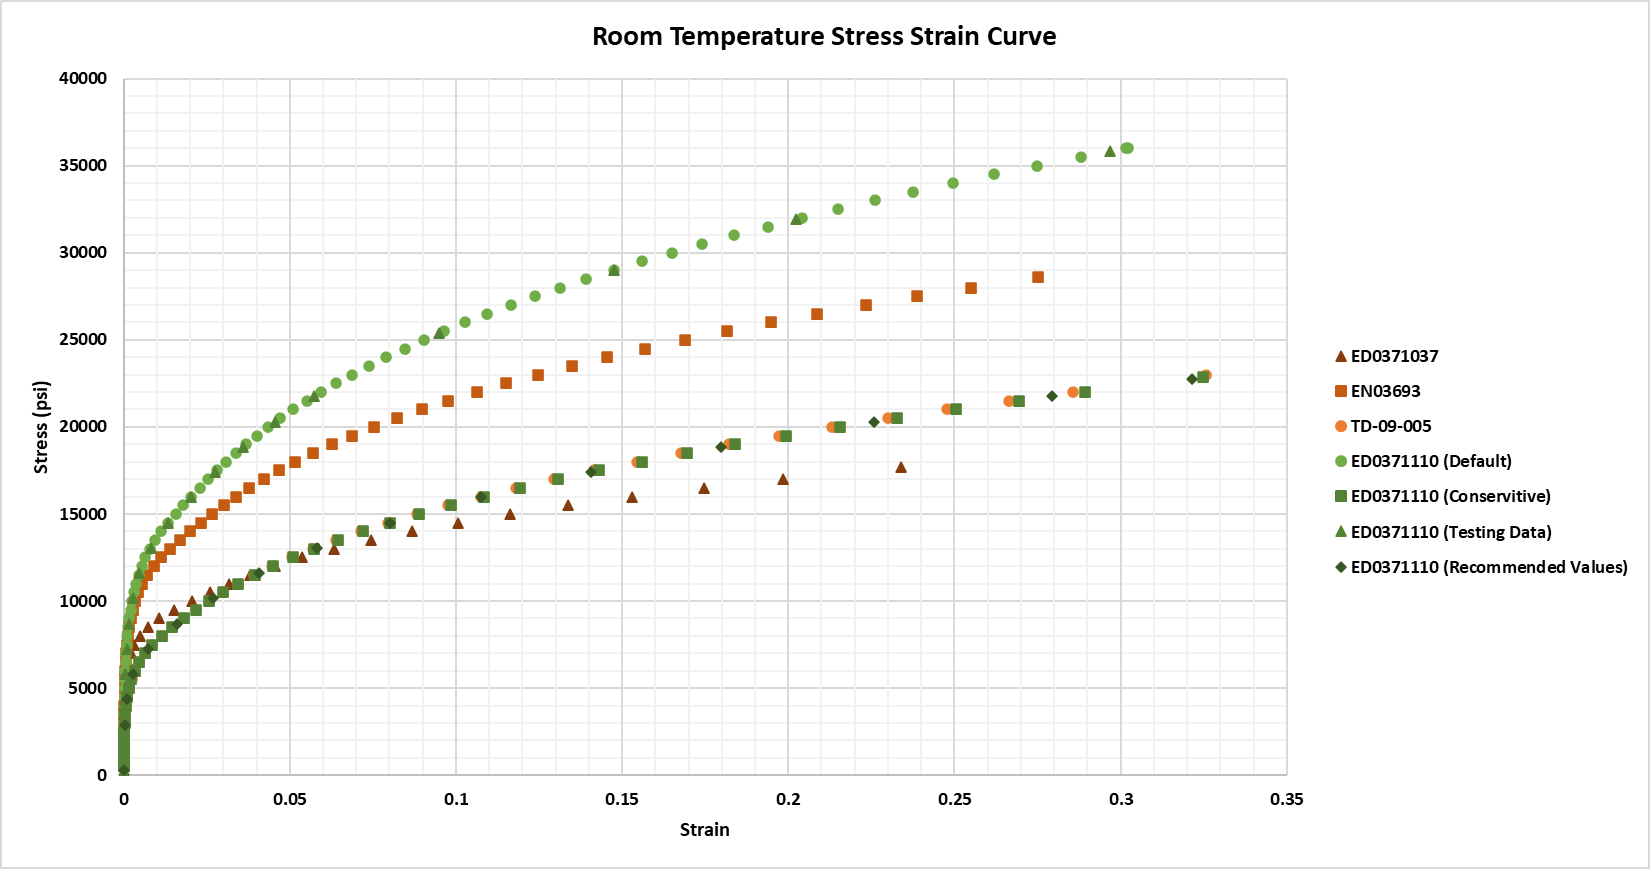 Room Temperature Stress Strain Curve
40000
35000
30000
25000
20000
15000
10000
5000
0
Stress (psi)
0 0.05 0.1 0.15 0.2 0.25 0.3 0.35
Strain
ED0371037
EN03693
TD-09-005
ED0371110 (Default)
ED0371110 (Conservitive)
ED0371110 (Testing Data)
ED0371110 (Recommended Values)